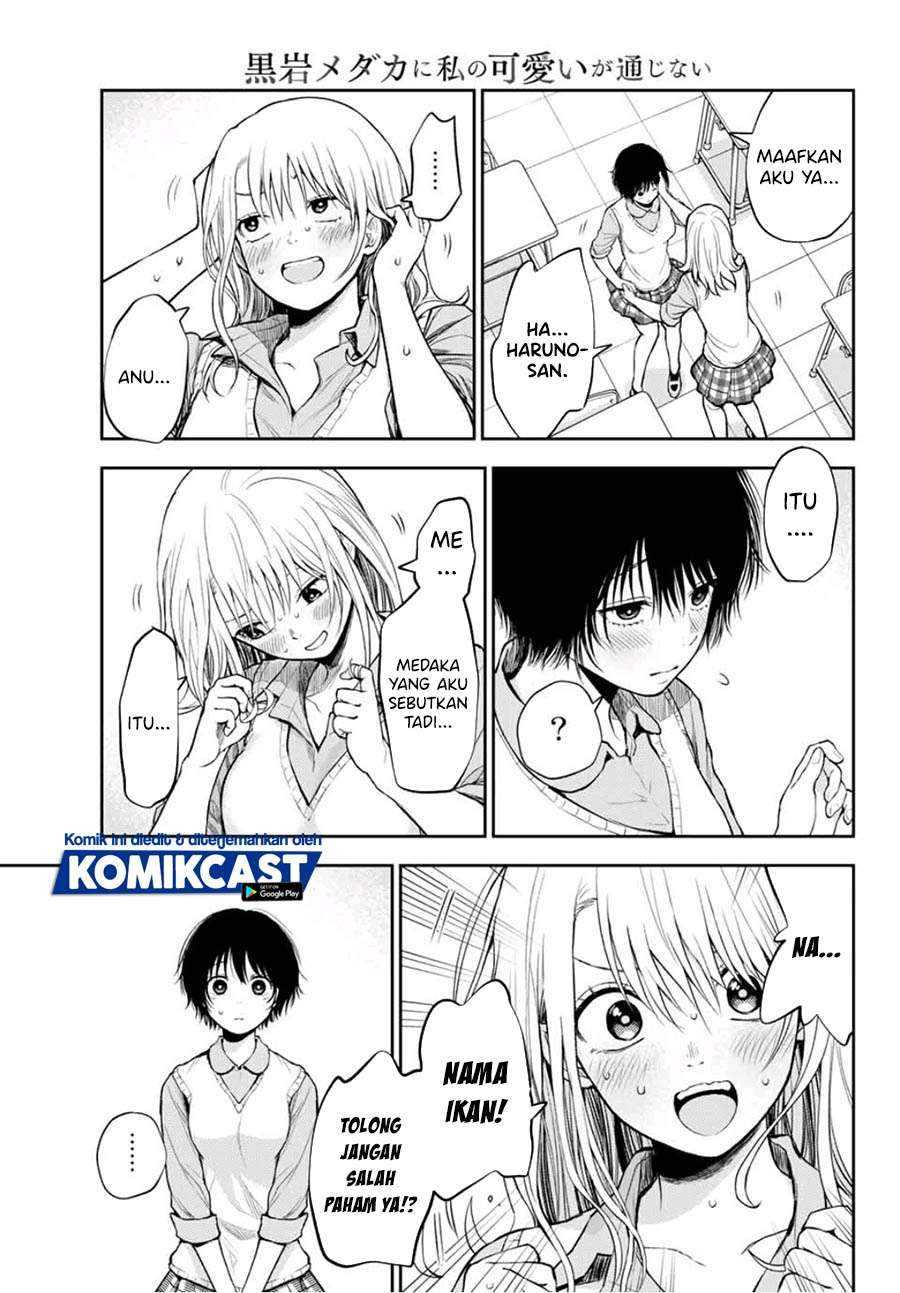 黒岩メダカに私の可愛いが通じない
MAAFKAN
AKU YA...
HA...
HARUNO-
SAN.
......
ANU...
ITU
....
?
ME
...
MEDAKA
YANG AKU
SEBUTKAN
TADI...
ITU...
NA...
NAMA
IKAN!
TOLONG
JANGAN
SALAH
PAHAM YA!?
......
Komik ini diedit & diterjemahkan oleh
KOMIKCAST
GET IT ON
Google Play